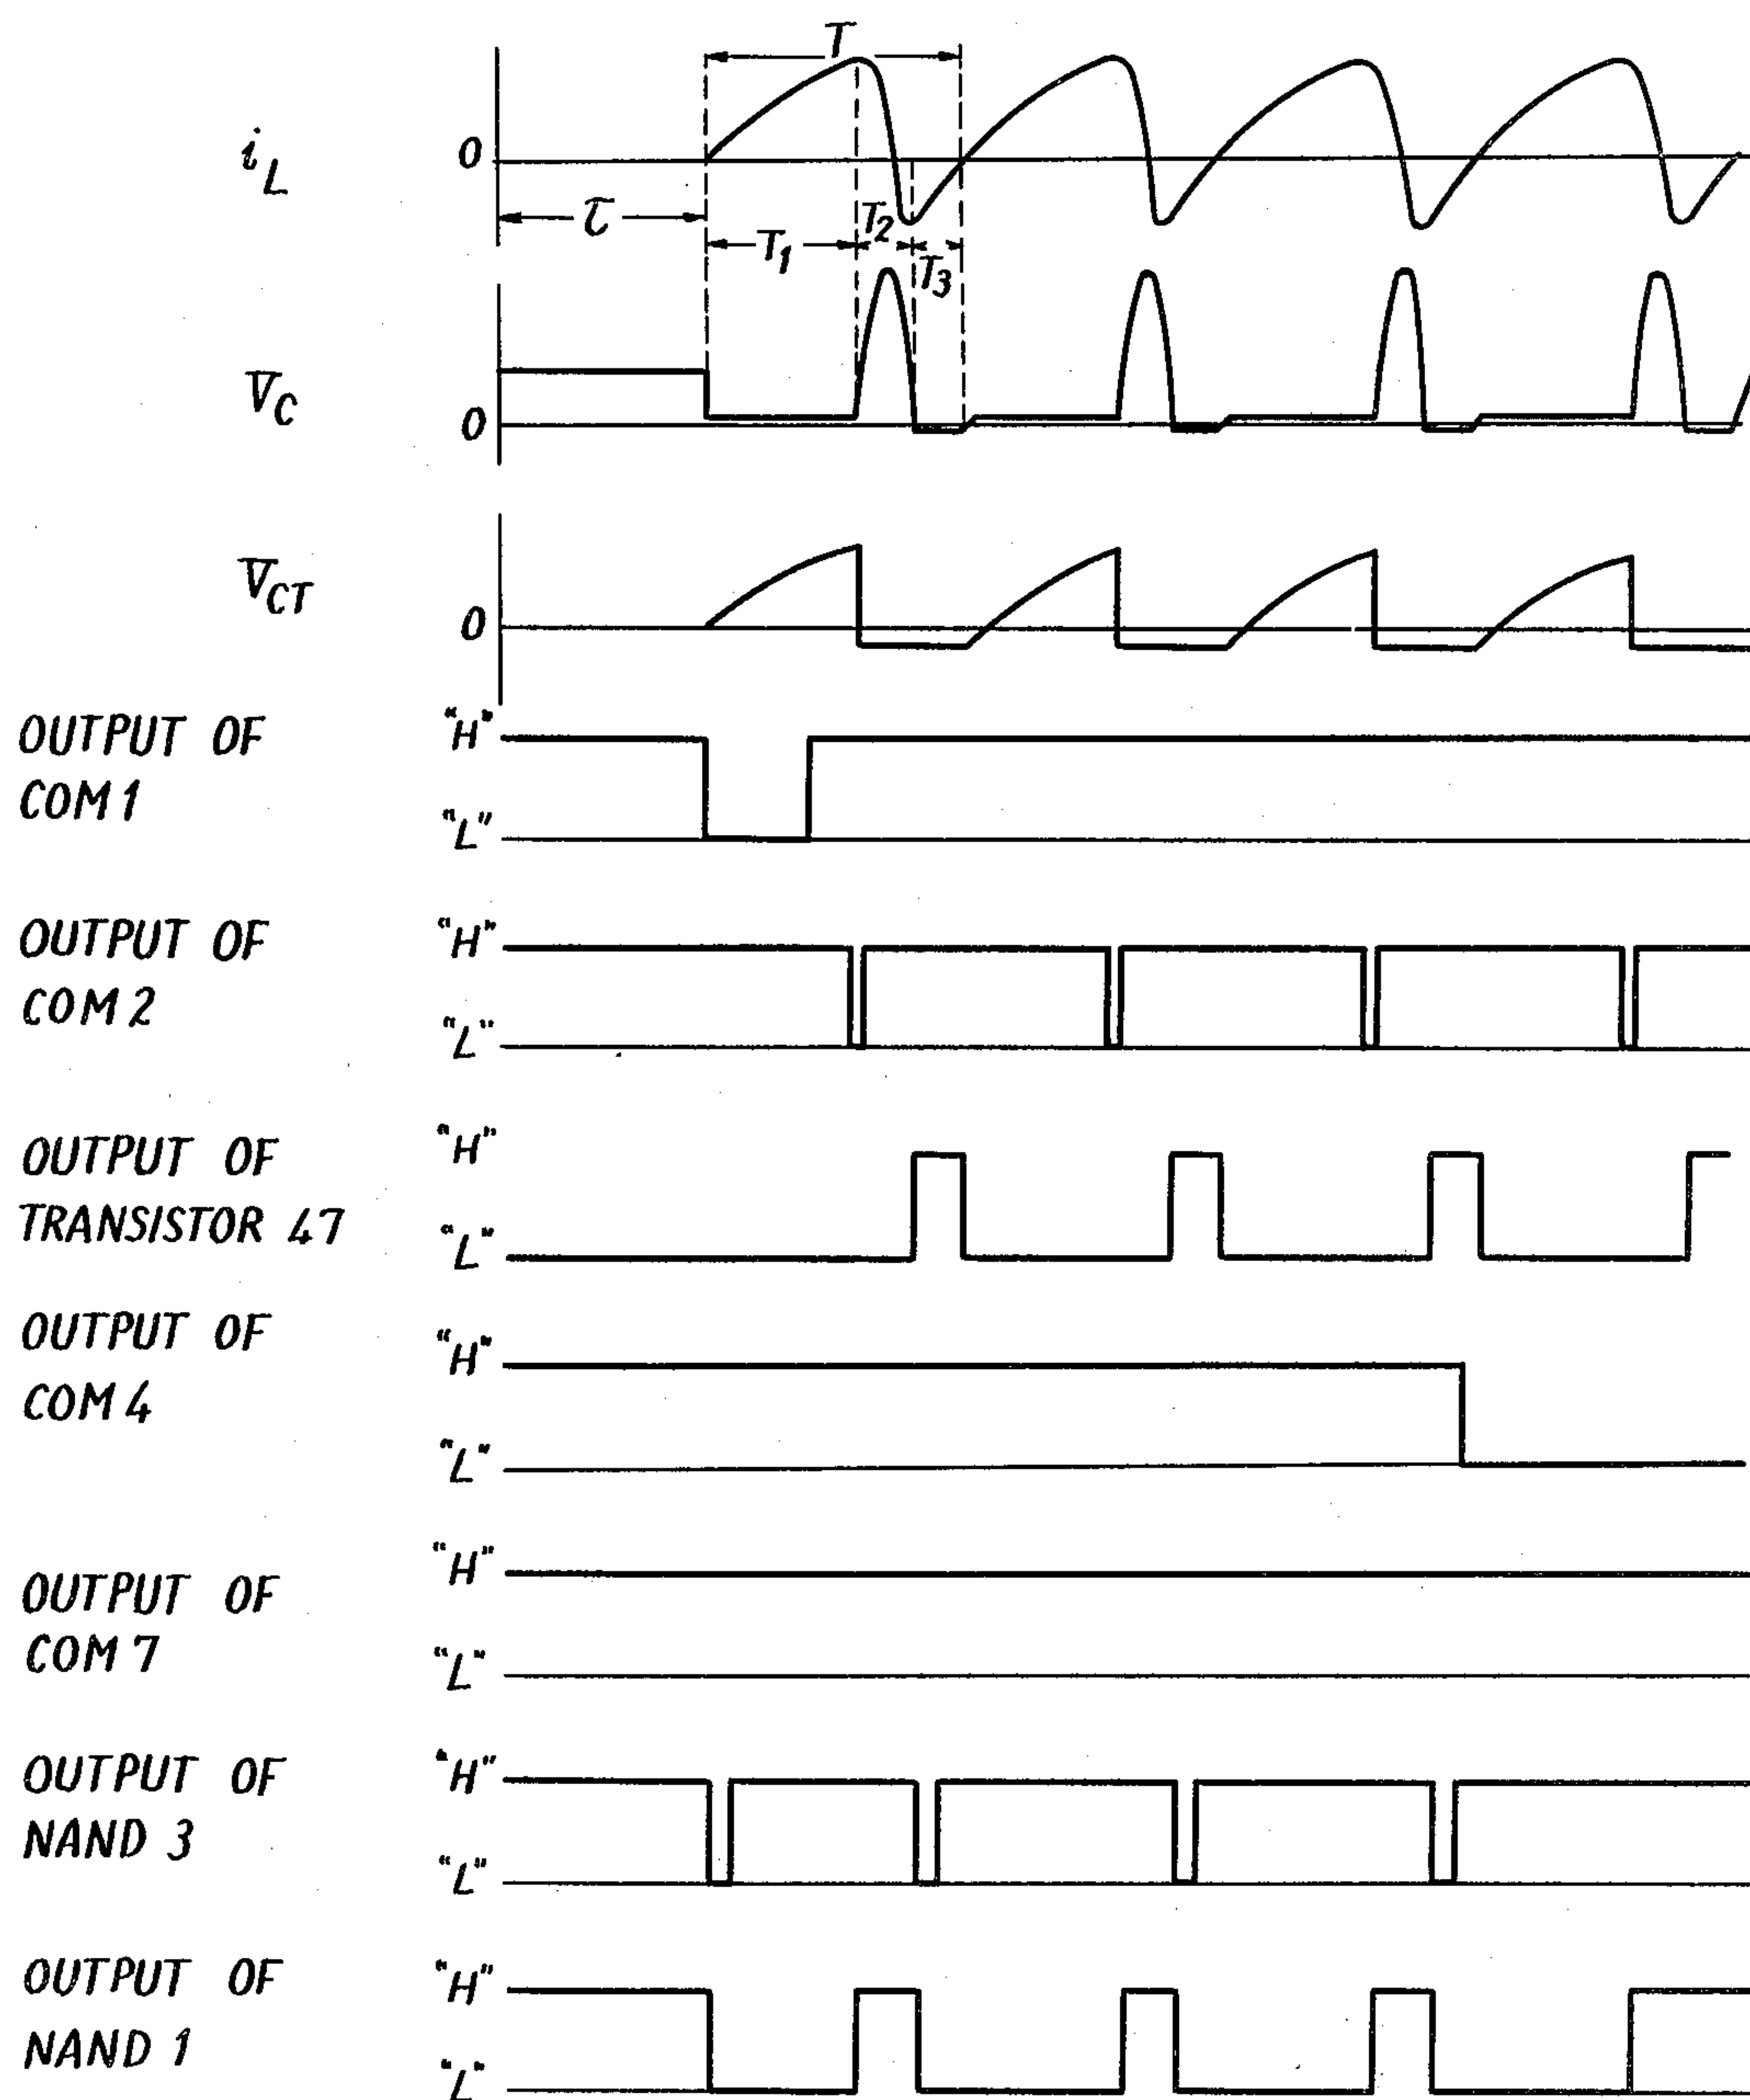 T
i_L
0
τ
T_1
T_2
T_3
V_C
0
V_CT
0
OUTPUT OF
COM 1
"H"
"L"
OUTPUT OF
COM 2
"H"
"L"
OUTPUT OF
TRANSISTOR 47
"H"
"L"
OUTPUT OF
COM 4
"H"
"L"
OUTPUT OF
COM 7
"H"
"L"
OUTPUT OF
NAND 3
"H"
"L"
OUTPUT OF
NAND 1
"H"
"L"